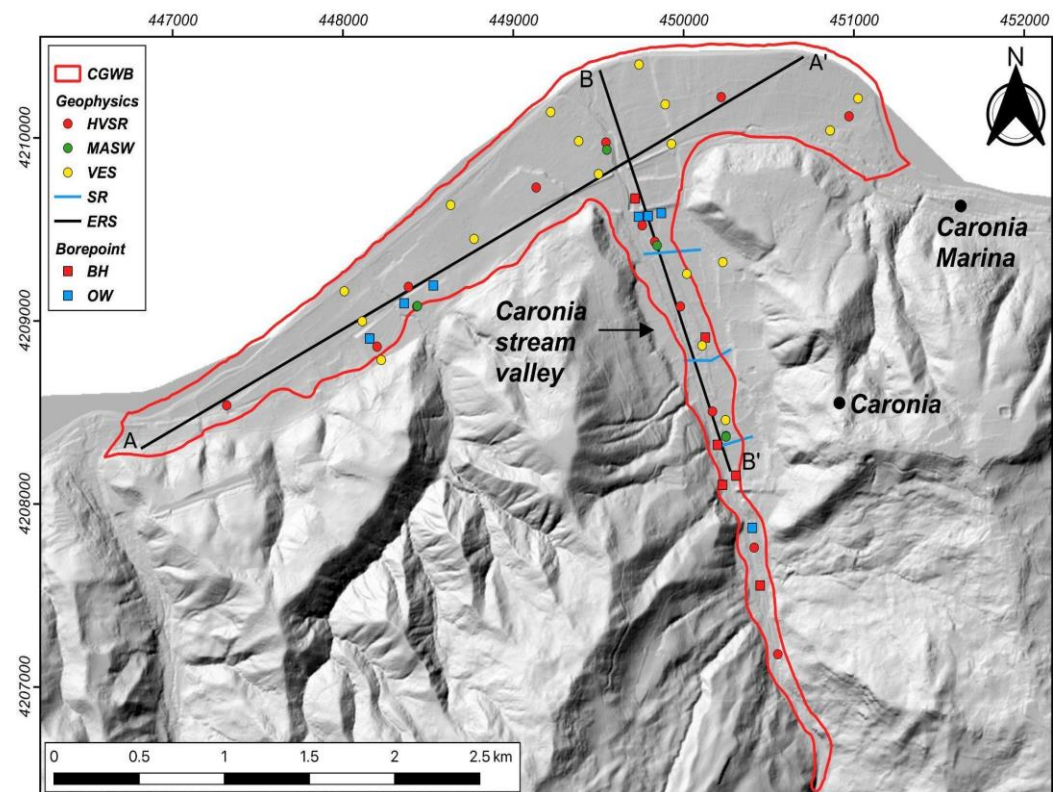 447000 448000 449000 450000 451000 452000
CGWB
Geophysics
HVSR
MASW
VES
SR
ERS
Borepoint
BH
OW
N
B
A'
4210000
4209000
4208000
4207000
Caronia
Marina
Caronia
stream
valley
Caronia
A
B'
0 0.5 1 1.5 2 2.5 km